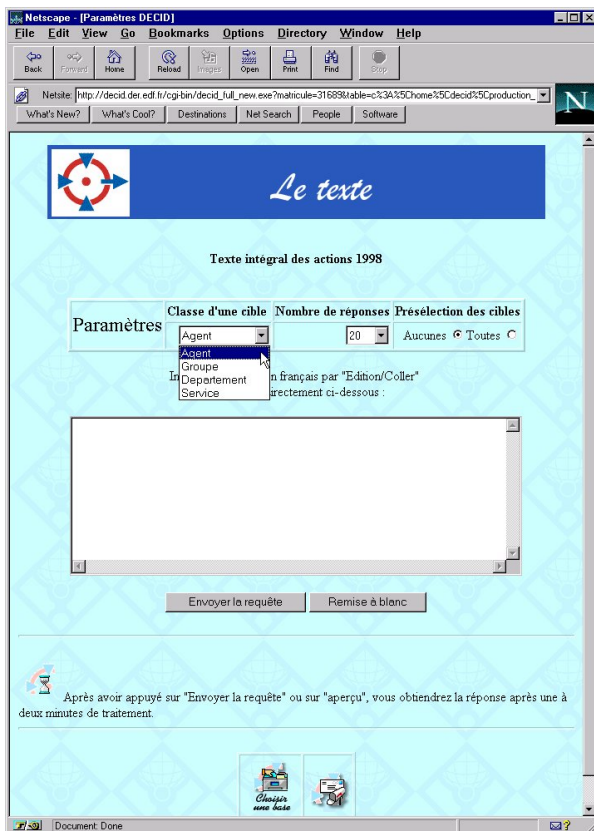 Netscape - [Paramètres DECID]
File Edit View Go Bookmarks Options Directory Window Help
Back Forward Home Reload Images Open Print Find Stop
Netsite: http://decid.der.edf.fr/cgi-bin/decid_full_new.exe?matricule=31689&table=c%3A%5Chome%5Cdecid%5Cproduction_
What's New? What's Cool? Destinations Net Search People Software
N
Le texte
Texte intégral des actions 1998
Classe d'une cible Nombre de réponses Présélection des cibles
Paramètres Agent 20 Aucunes Toutes
Agent
Groupe
Departement
Service
In n français par "Edition/Coller"
irectement ci-dessous :
Envoyer la requête Remise à blanc
Après avoir appuyé sur "Envoyer la requête" ou sur "aperçu", vous obtiendrez la réponse après une à
deux minutes de traitement.
Choisir
une base
Document: Done